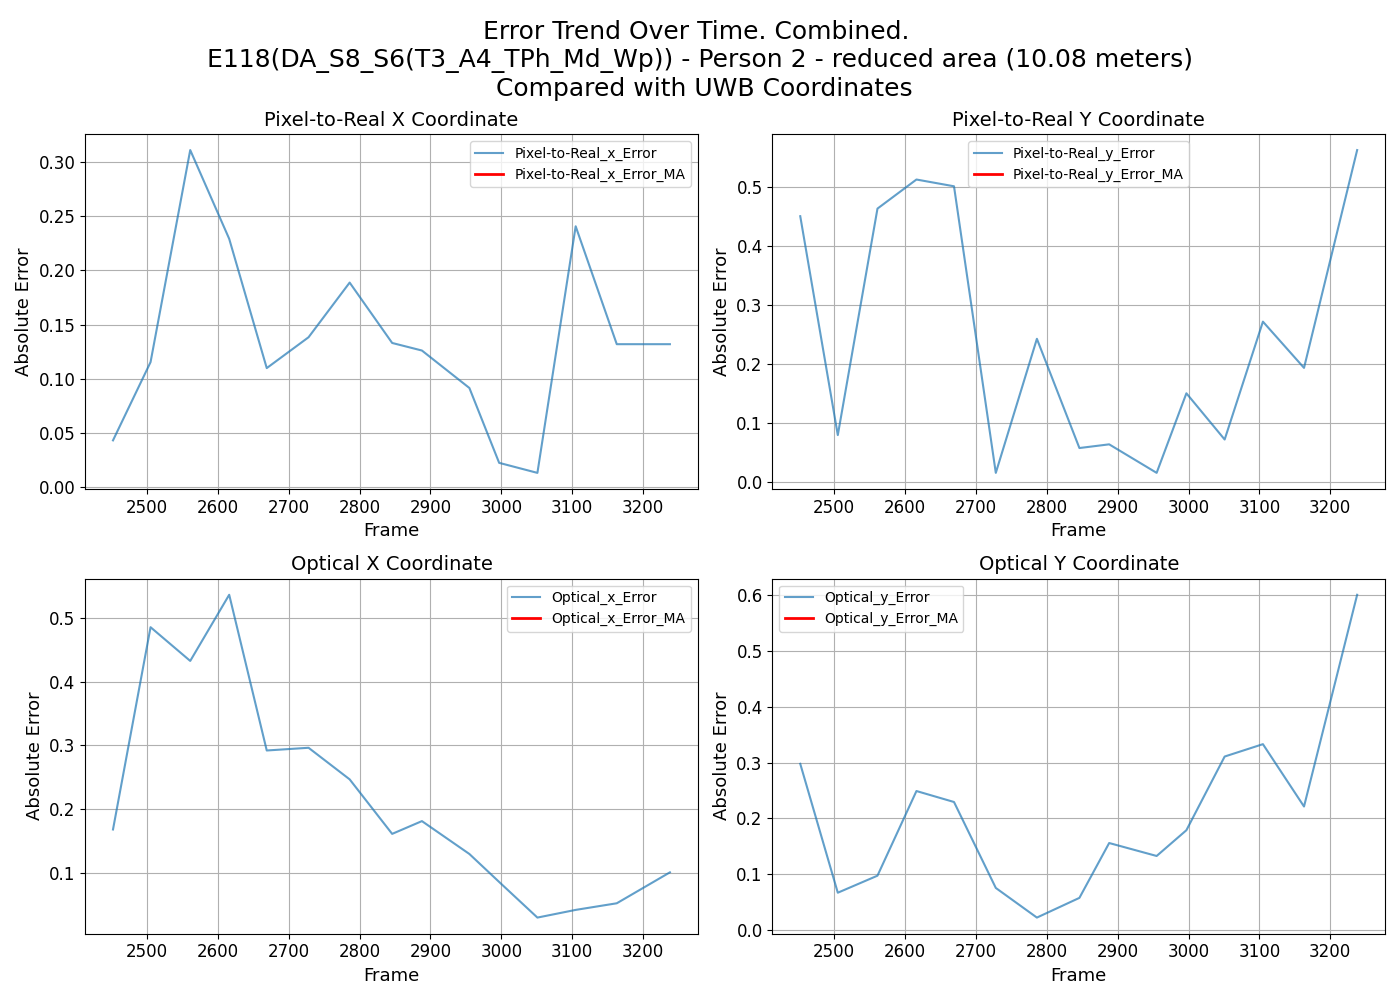 Error Trend Over Time. Combined.
E118(DA_S8_S6(T3_A4_TPh_Md_Wp)) - Person 2 - reduced area (10.08 meters)
Compared with UWB Coordinates
Pixel-to-Real X Coordinate
Pixel-to-Real_x_Error
Pixel-to-Real_x_Error_MA
Absolute Error
0.30
0.25
0.20
0.15
0.10
0.05
0.00
2500 2600 2700 2800 2900 3000 3100 3200
Frame
Pixel-to-Real Y Coordinate
Pixel-to-Real_y_Error
Pixel-to-Real_y_Error_MA
Absolute Error
0.5
0.4
0.3
0.2
0.1
0.0
2500 2600 2700 2800 2900 3000 3100 3200
Frame
Optical X Coordinate
Optical_x_Error
Optical_x_Error_MA
Absolute Error
0.5
0.4
0.3
0.2
0.1
2500 2600 2700 2800 2900 3000 3100 3200
Frame
Optical Y Coordinate
Optical_y_Error
Optical_y_Error_MA
Absolute Error
0.6
0.5
0.4
0.3
0.2
0.1
0.0
2500 2600 2700 2800 2900 3000 3100 3200
Frame